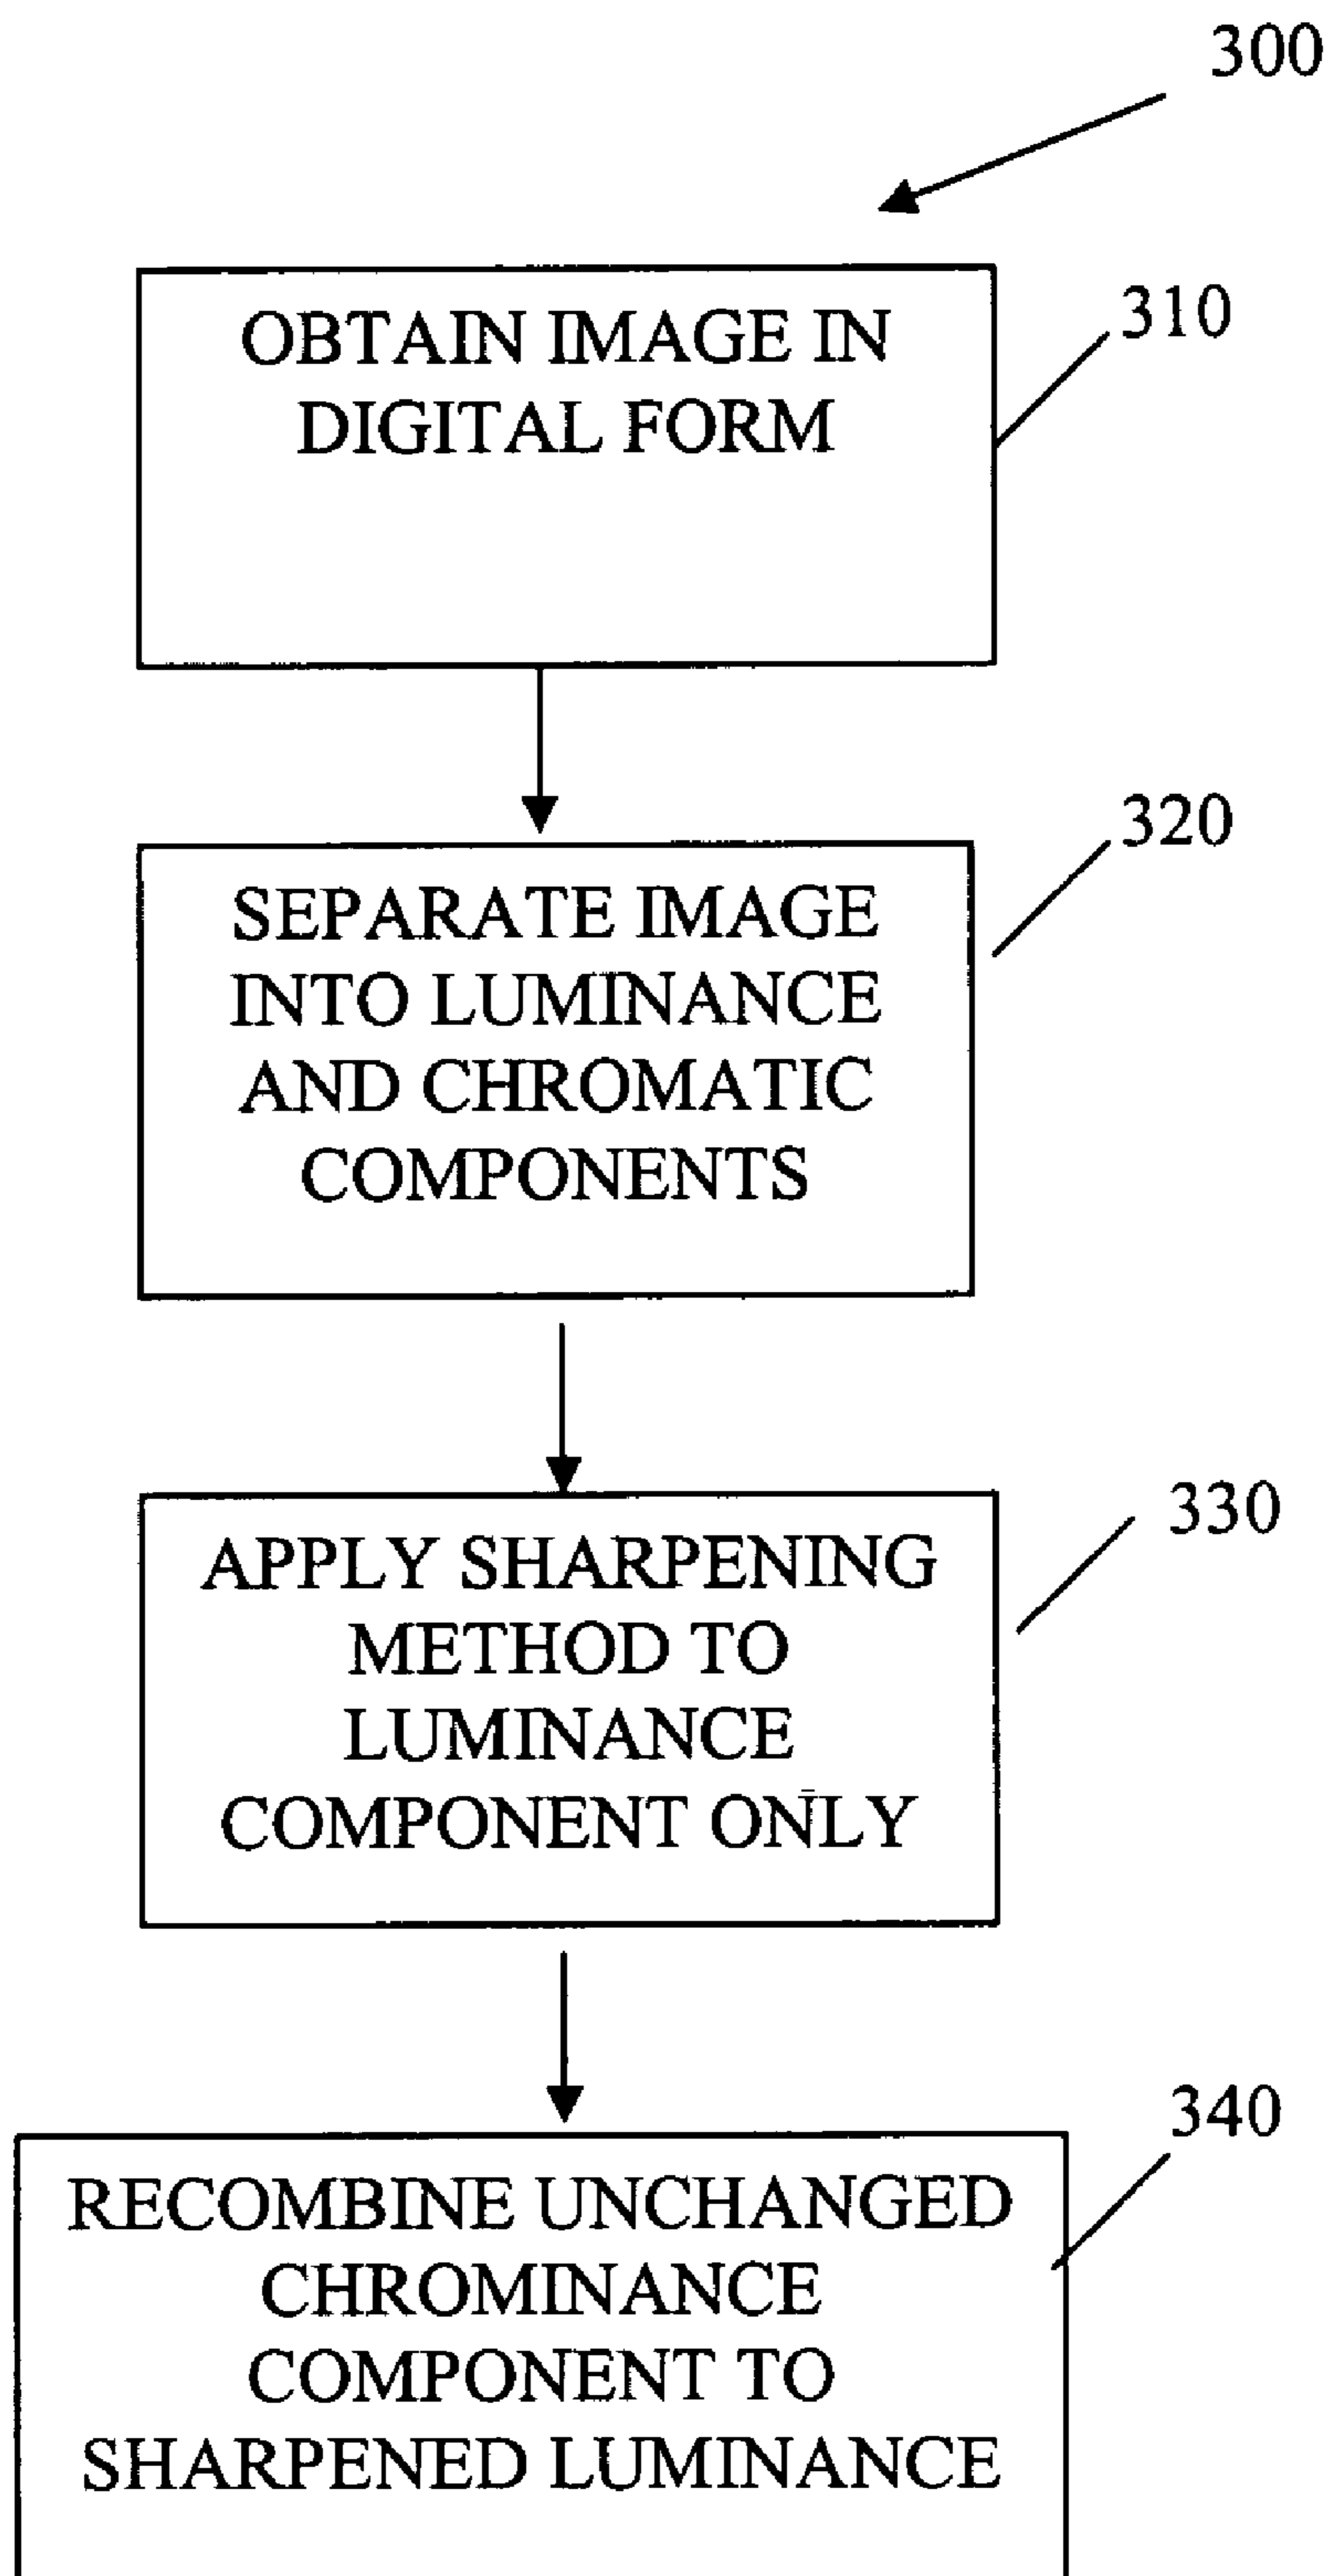 300
OBTAIN IMAGE IN
DIGITAL FORM
310
SEPARATE IMAGE
INTO LUMINANCE
AND CHROMATIC
COMPONENTS
320
APPLY SHARPENING
METHOD TO
LUMINANCE
COMPONENT ONLY
330
RECOMBINE UNCHANGED
CHROMINANCE
COMPONENT TO
SHARPENED LUMINANCE
340